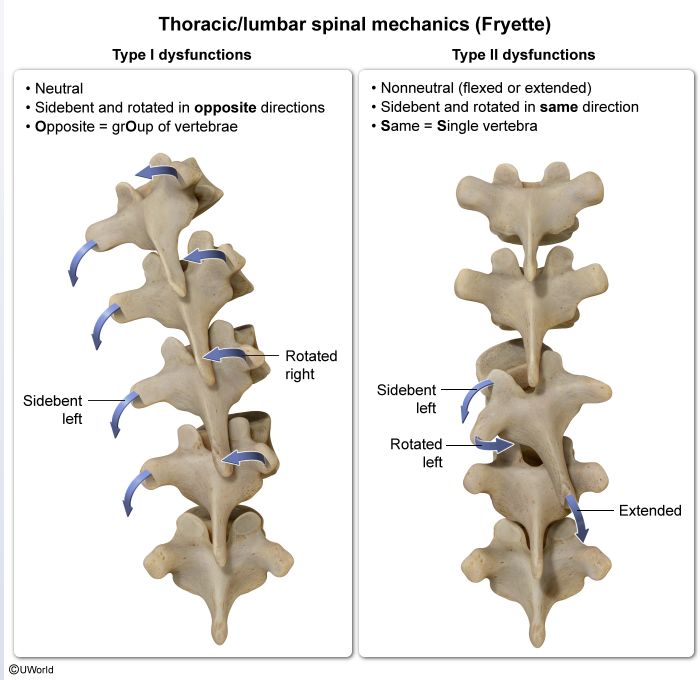 Thoracic/lumbar spinal mechanics (Fryette)
Type I dysfunctions
• Neutral
• Sidebent and rotated in opposite directions
• Opposite = grOup of vertebrae
Rotated
right
Sidebent
left
Type II dysfunctions
• Nonneutral (flexed or extended)
• Sidebent and rotated in same direction
• Same = Single vertebra
Sidebent
left
Rotated
left
Extended
©UWorld